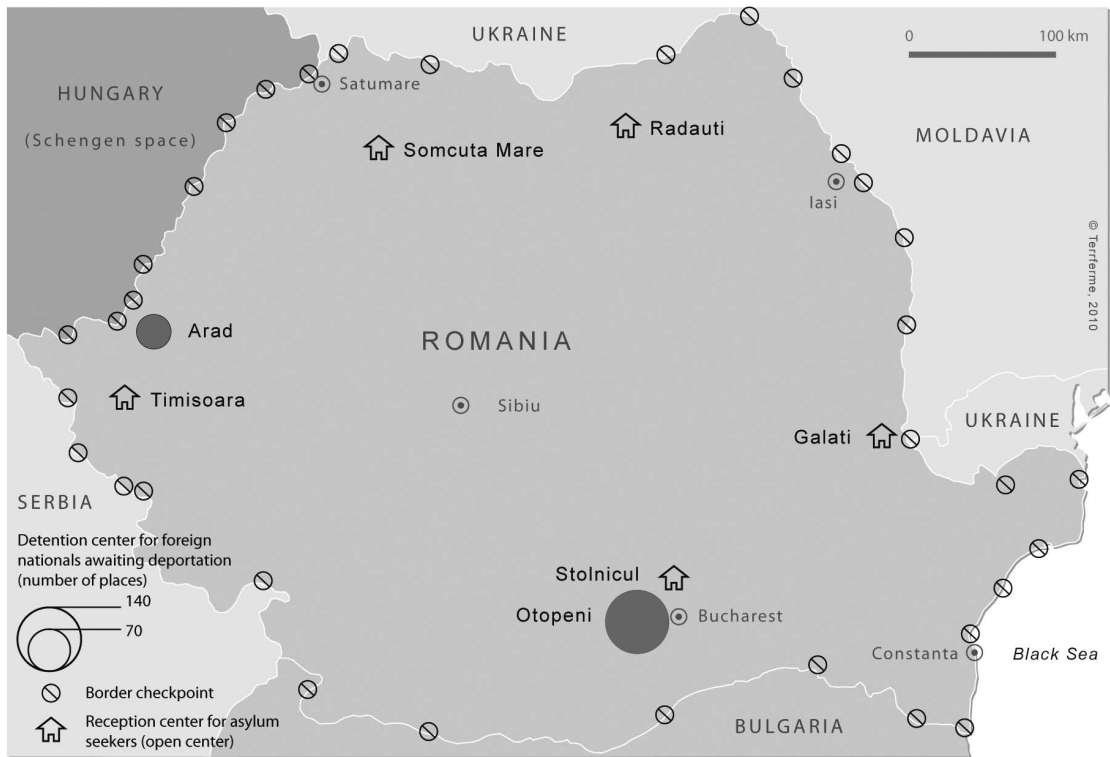 UKRAINE
0 100 km
HUNGARY
(Schengen space)
Satumare
MOLDAVIA
Somcuta Mare
Radauti
Iasi
© Terrferme, 2010
Arad
ROMANIA
Timisoara
Sibiu
Galati
UKRAINE
SERBIA
Detention center for foreign
nationals awaiting deportation
(number of places)
140
70
Border checkpoint
Reception center for asylum
seekers (open center)
Stolnicul
Otopeni
Bucharest
Constanta
Black Sea
BULGARIA